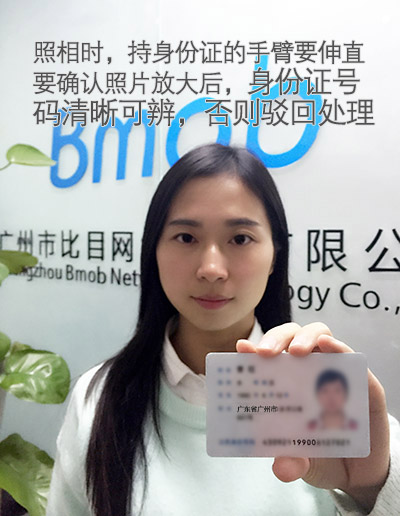 照相时，持身份证的手臂要伸直
要确认照片放大后，身份证号
码清晰可辨，否则驳回处理
Bmob
广州市比目网 有限公
Guangzhou Bmob Net ogy Co.,
广东省广州市
19900